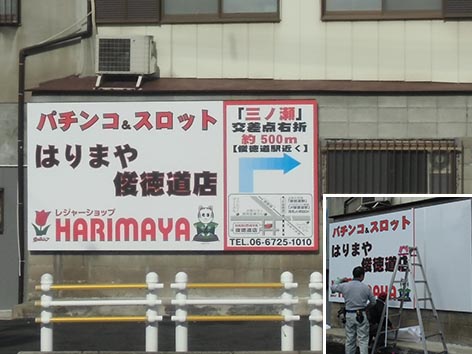 パチンコ&スロット
はりまや
俊徳道店
レジャーショップ
HARIMAYA
「三ノ瀬」
交差点右折
約500m
【俊徳道駅近く】
TEL.06-6725-1010
パチンコ&スロット
はりまや
俊徳道店